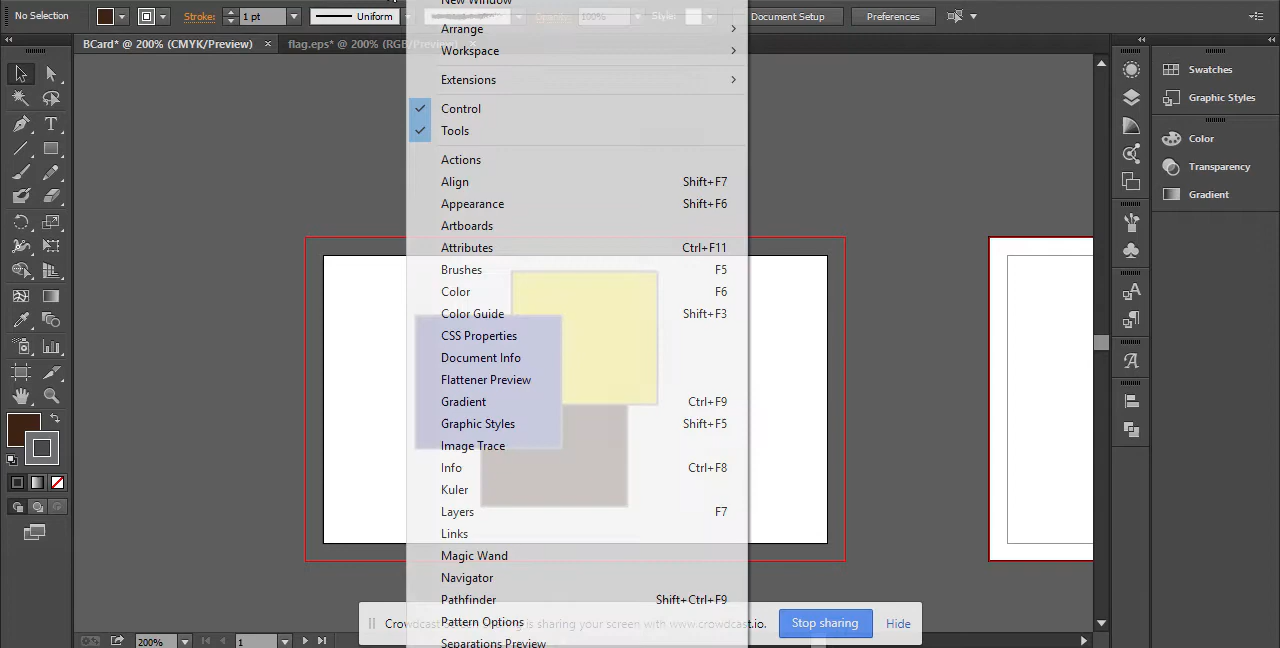 New Window
No Selection
Stroke:
1 pt
Uniform
Opacity:
100%
Style:
Document Setup
Preferences
BCard* @ 200% (CMYK/Preview) ×
flag.eps* @ 200% (RGB/Preview) ×
Arrange
Workspace
Extensions
Control
Tools
Actions
Align Shift+F7
Appearance Shift+F6
Artboards
Attributes Ctrl+F11
Brushes F5
Color F6
Color Guide Shift+F3
CSS Properties
Document Info
Flattener Preview
Gradient Ctrl+F9
Graphic Styles Shift+F5
Image Trace
Info Ctrl+F8
Kuler
Layers F7
Links
Magic Wand
Navigator
Pathfinder Shift+Ctrl+F9
Pattern Options
Separations Preview
Swatches
Graphic Styles
Color
Transparency
Gradient
is sharing your screen with www.crowdcast.io.
Stop sharing
Hide
200%
1